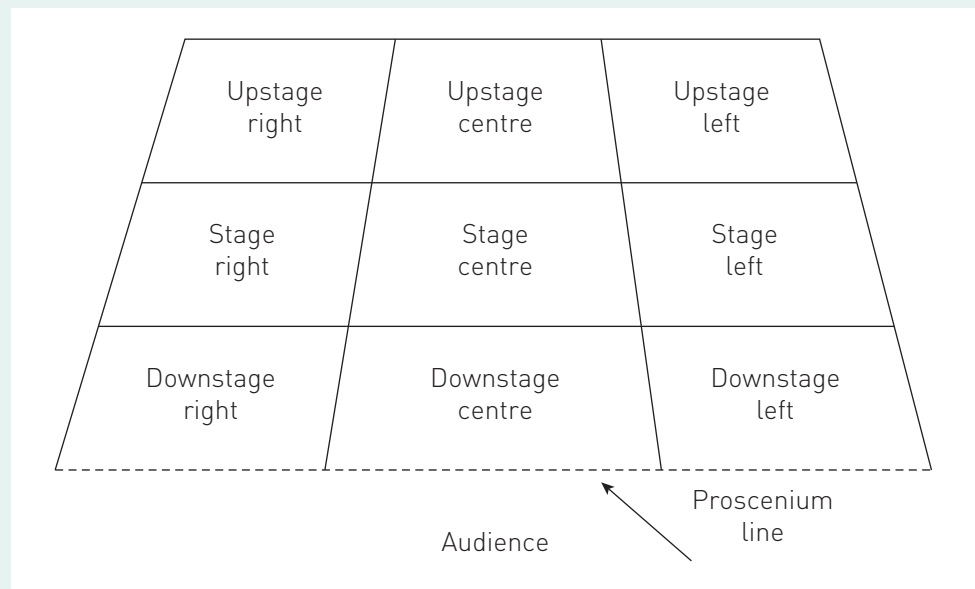 Upstage
right
Upstage
centre
Upstage
left
Stage
right
Stage
centre
Stage
left
Downstage
right
Downstage
centre
Downstage
left
Proscenium
line
Audience